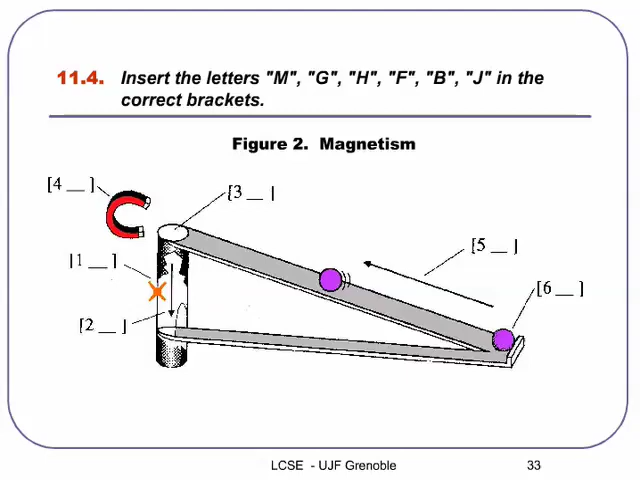 11.4. Insert the letters "M", "G", "H", "F", "B", "J" in the
correct brackets.
Figure 2. Magnetism
[4 __ ]
[3 __ ]
[5 __ ]
[1 __ ]
[6 __ ]
[2 __ ]
LCSE - UJF Grenoble 33